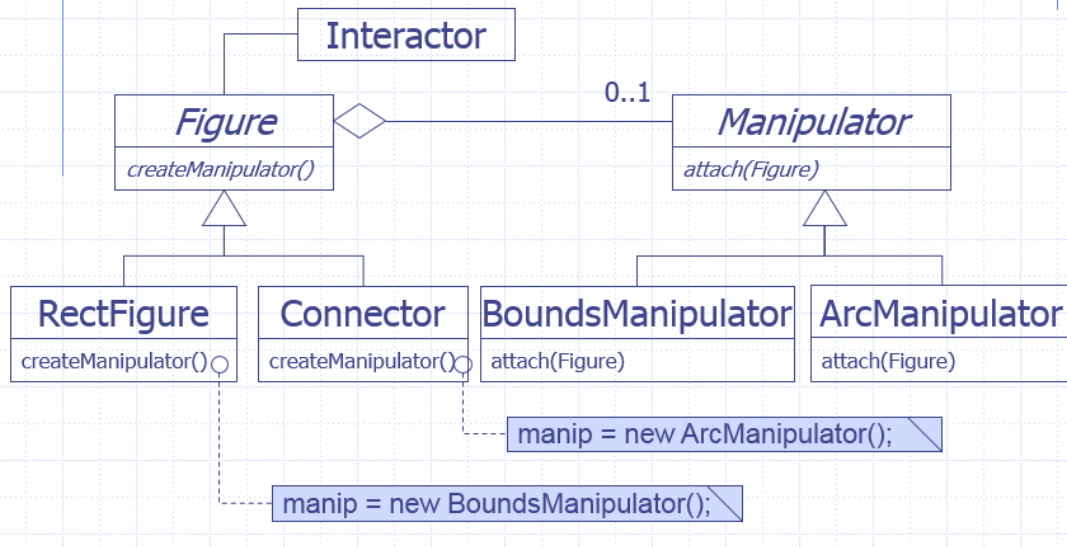 Interactor
0..1
Figure
createManipulator()
Manipulator
attach(Figure)
RectFigure
createManipulator()
Connector
createManipulator()
BoundsManipulator
attach(Figure)
ArcManipulator
attach(Figure)
manip = new ArcManipulator();
manip = new BoundsManipulator();